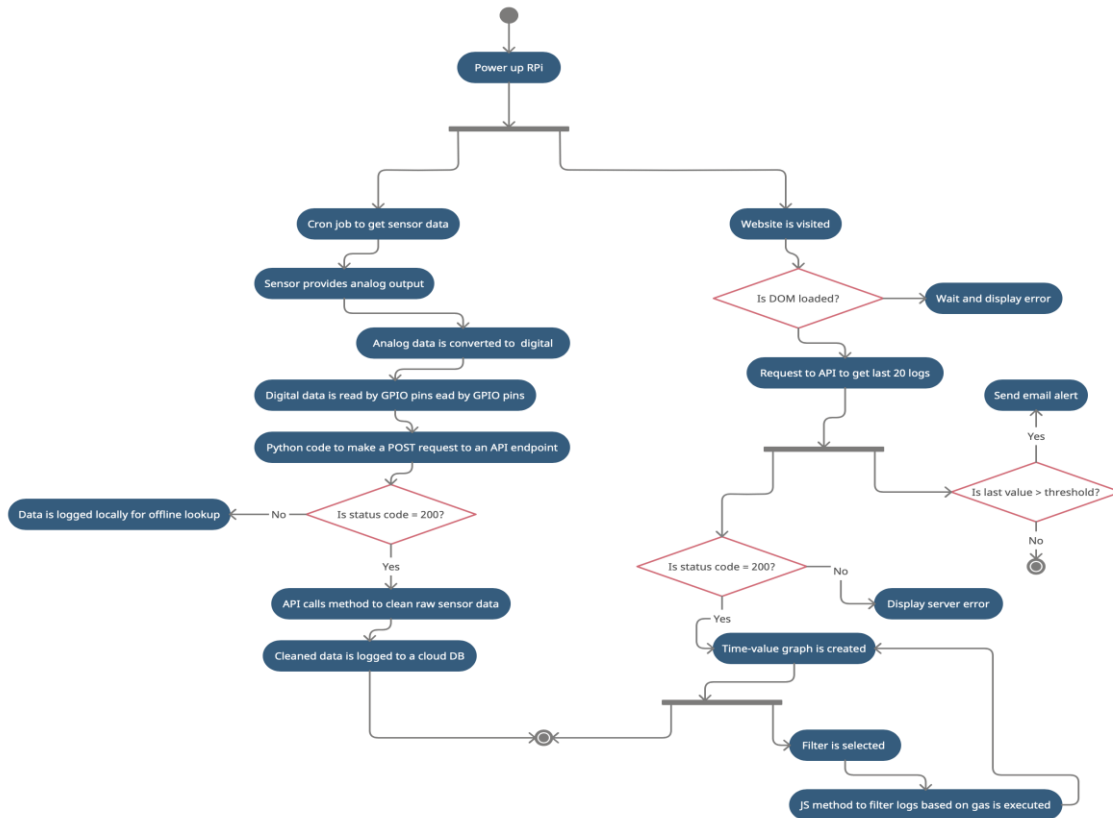 Power up RPi
Cron job to get sensor data
Website is visited
Sensor provides analog output
Is DOM loaded?
Wait and display error
Analog data is converted to digital
Request to API to get last 20 logs
Digital data is read by GPIO pins ead by GPIO pins
Send email alert
Yes
Python code to make a POST request to an API endpoint
Is last value > threshold?
Data is logged locally for offline lookup
No
Is status code = 200?
No
Yes
Is status code = 200?
No
API calls method to clean raw sensor data
Display server error
Yes
Cleaned data is logged to a cloud DB
Time-value graph is created
Filter is selected
JS method to filter logs based on gas is executed